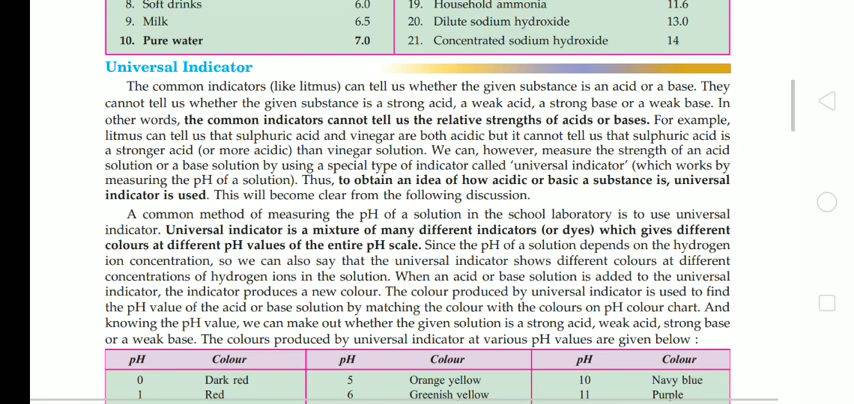 8. Soft drinks 6.0 19. Household ammonia 11.6
9. Milk 6.5 20. Dilute sodium hydroxide 13.0
10. Pure water 7.0 21. Concentrated sodium hydroxide 14
Universal Indicator
The common indicators (like litmus) can tell us whether the given substance is an acid or a base. They
cannot tell us whether the given substance is a strong acid, a weak acid, a strong base or a weak base. In
other words, the common indicators cannot tell us the relative strengths of acids or bases. For example,
litmus can tell us that sulphuric acid and vinegar are both acidic but it cannot tell us that sulphuric acid is
a stronger acid (or more acidic) than vinegar solution. We can, however, measure the strength of an acid
solution or a base solution by using a special type of indicator called ‘universal indicator’ (which works by
measuring the pH of a solution). Thus, to obtain an idea of how acidic or basic a substance is, universal
indicator is used. This will become clear from the following discussion.
A common method of measuring the pH of a solution in the school laboratory is to use universal
indicator. Universal indicator is a mixture of many different indicators (or dyes) which gives different
colours at different pH values of the entire pH scale. Since the pH of a solution depends on the hydrogen
ion concentration, so we can also say that the universal indicator shows different colours at different
concentrations of hydrogen ions in the solution. When an acid or base solution is added to the universal
indicator, the indicator produces a new colour. The colour produced by universal indicator is used to find
the pH value of the acid or base solution by matching the colour with the colours on pH colour chart. And
knowing the pH value, we can make out whether the given solution is a strong acid, weak acid, strong base
or a weak base. The colours produced by universal indicator at various pH values are given below :
pH Colour pH Colour pH Colour
0 Dark red 5 Orange yellow 10 Navy blue
1 Red 6 Greenish yellow 11 Purple